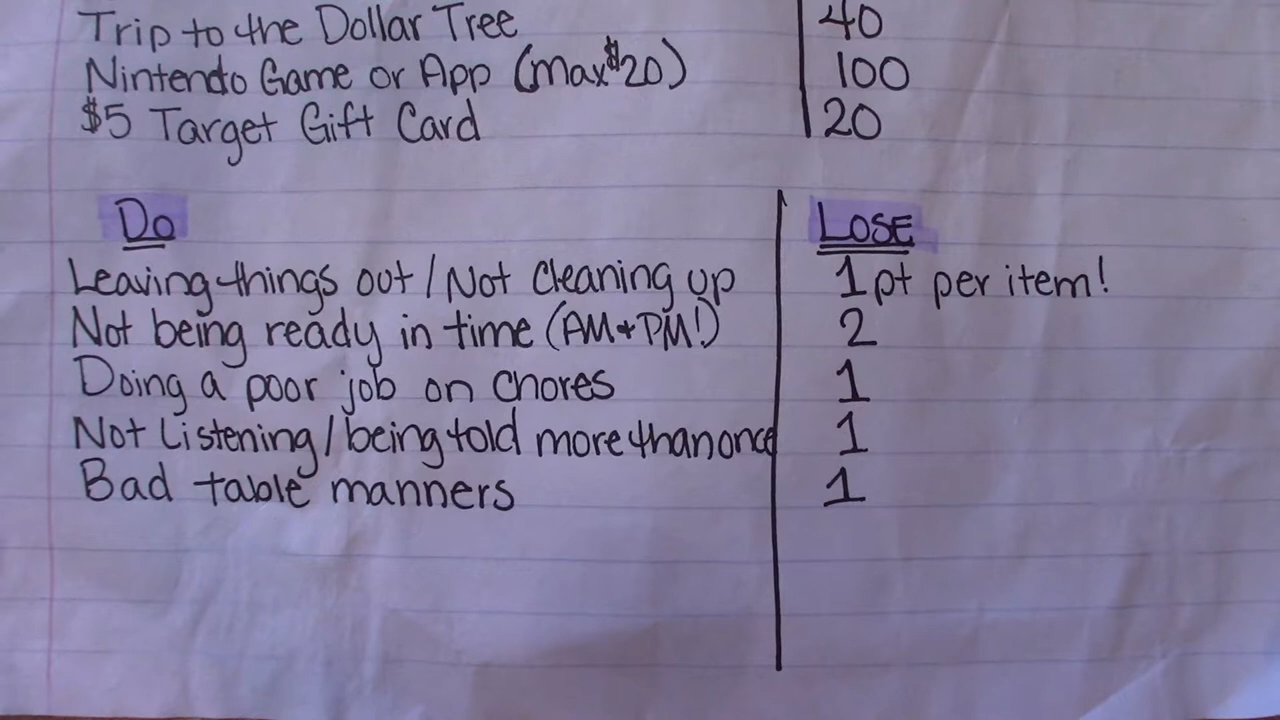 Trip to the Dollar Tree 40
Nintendo Game or App (max $20) 100
$5 Target Gift Card 20
Do LOSE
Leaving things out / Not Cleaning up 1 pt per item!
Not being ready in time (AM + PM!) 2
Doing a poor job on chores 1
Not Listening / being told more than once 1
Bad table manners 1